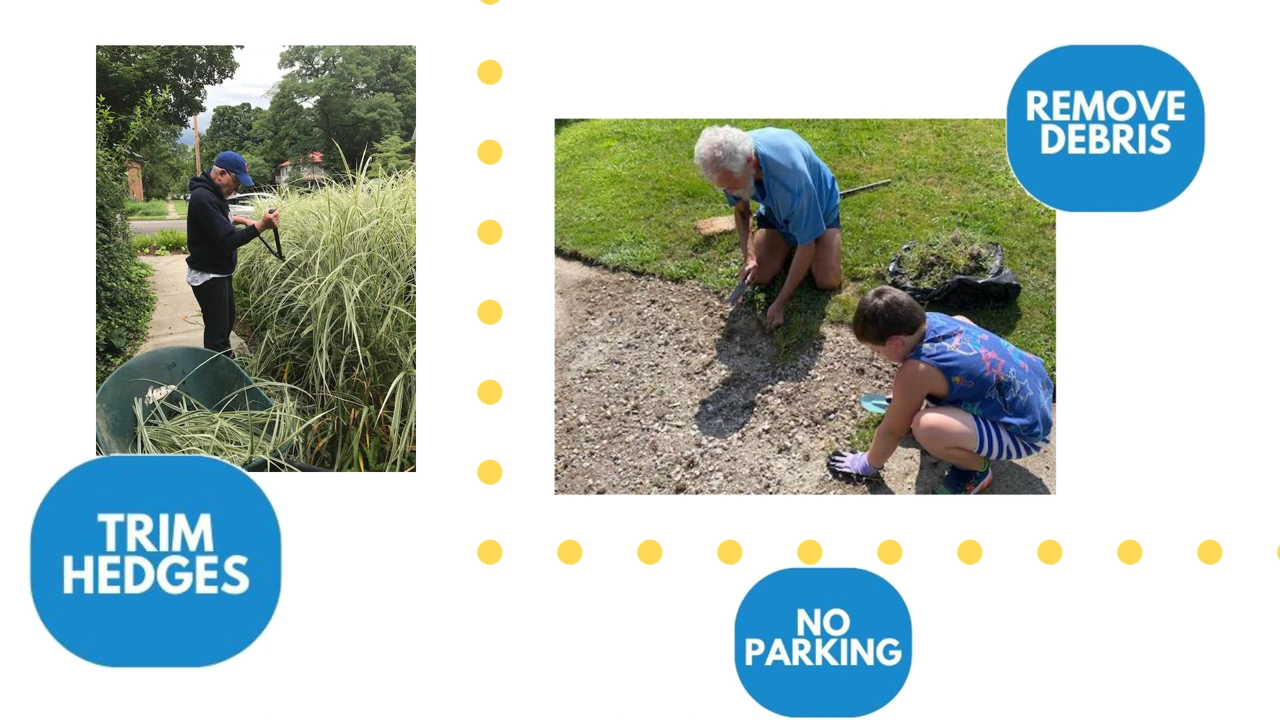 REMOVE
DEBRIS
TRIM
HEDGES
NO
PARKING